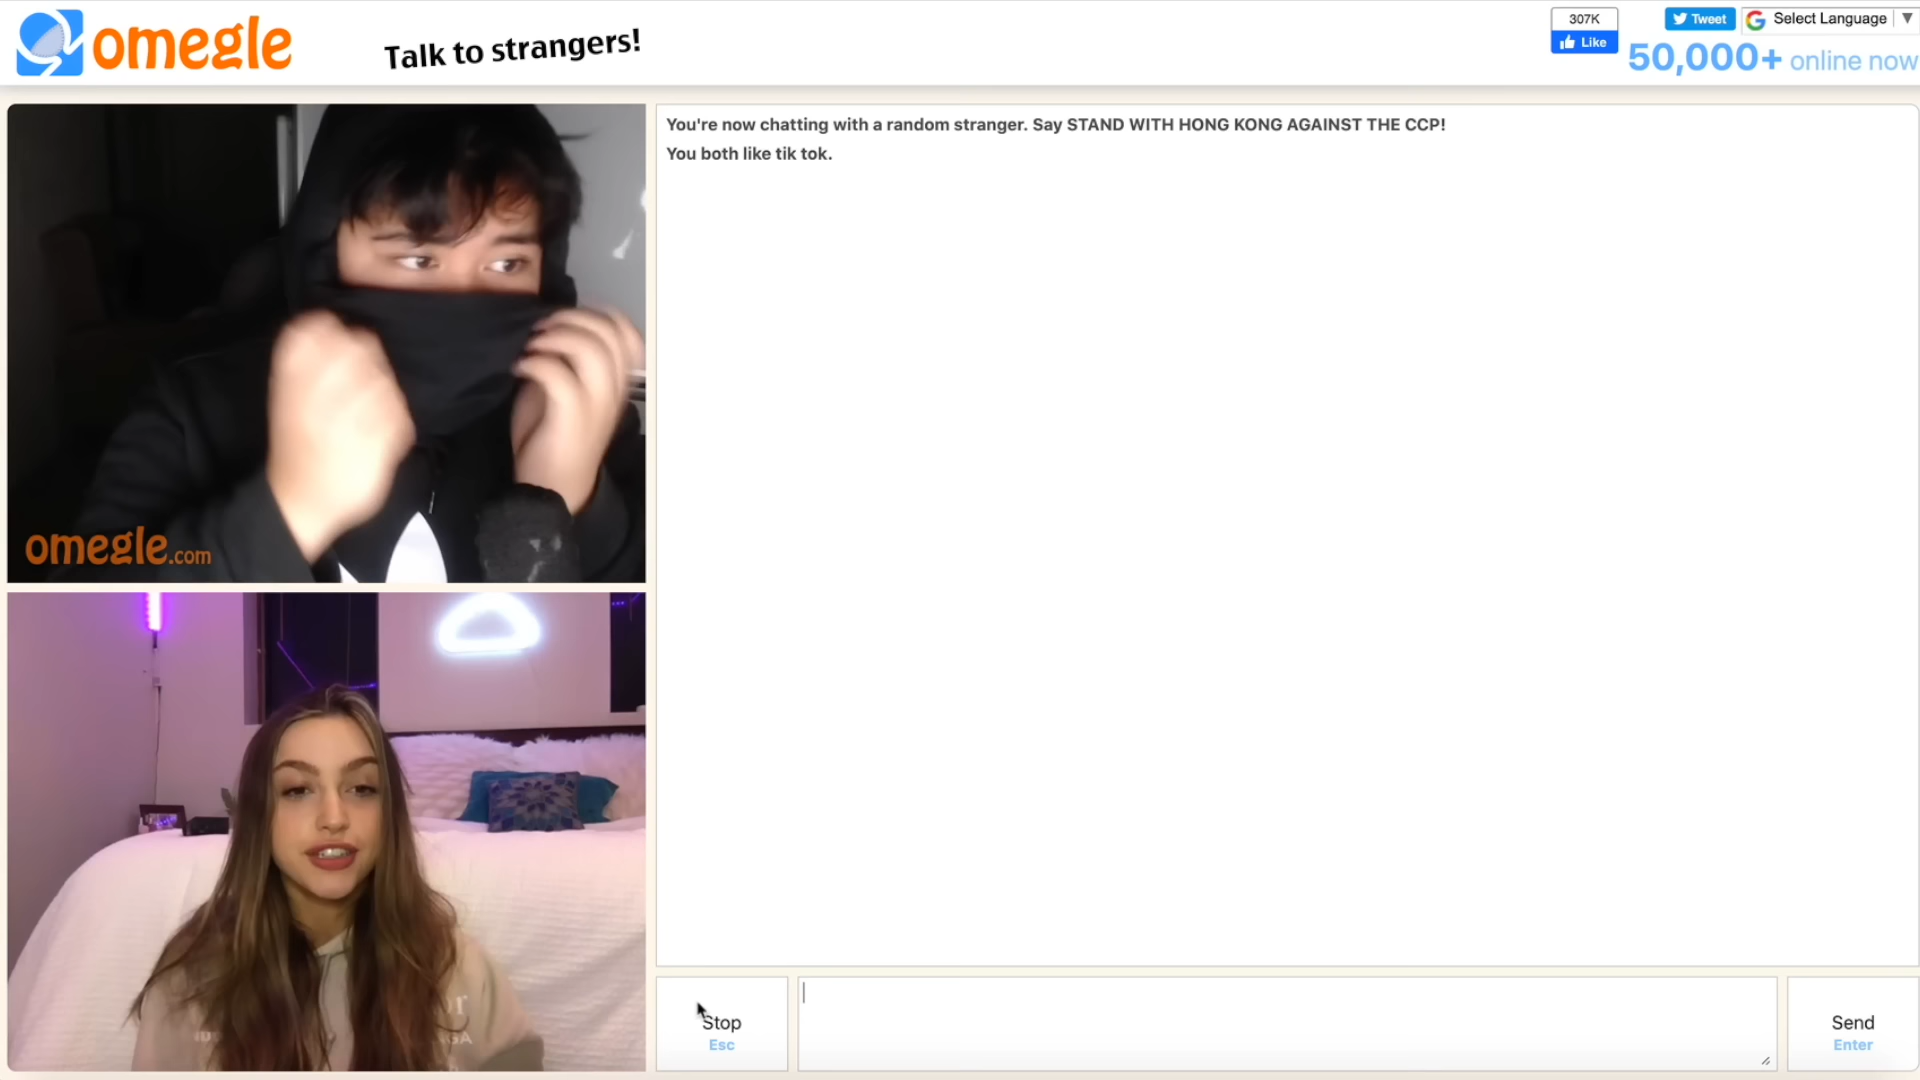 omegle
Talk to strangers!
307K
Like
Tweet
Select Language
50,000+ online now
You're now chatting with a random stranger. Say STAND WITH HONG KONG AGAINST THE CCP!
You both like tik tok.
omegle.com
Stop
Esc
Send
Enter